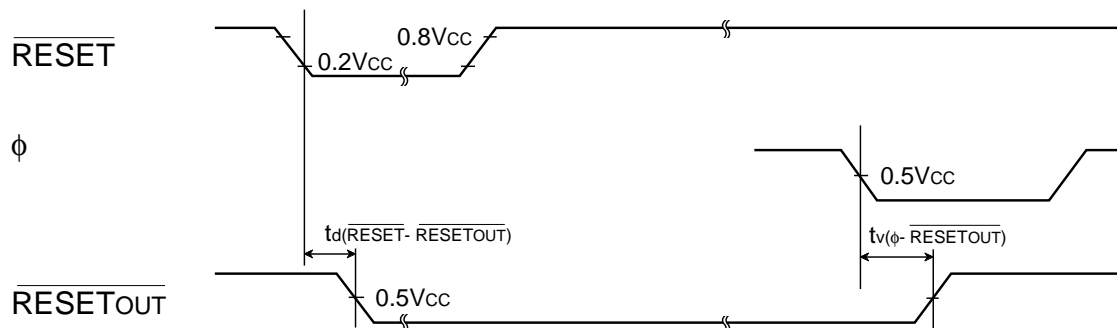 RESET
0.8VCC
0.2VCC
ϕ
0.5VCC
td(RESET- RESETOUT)
tv(ϕ- RESETOUT)
RESETOUT
0.5VCC